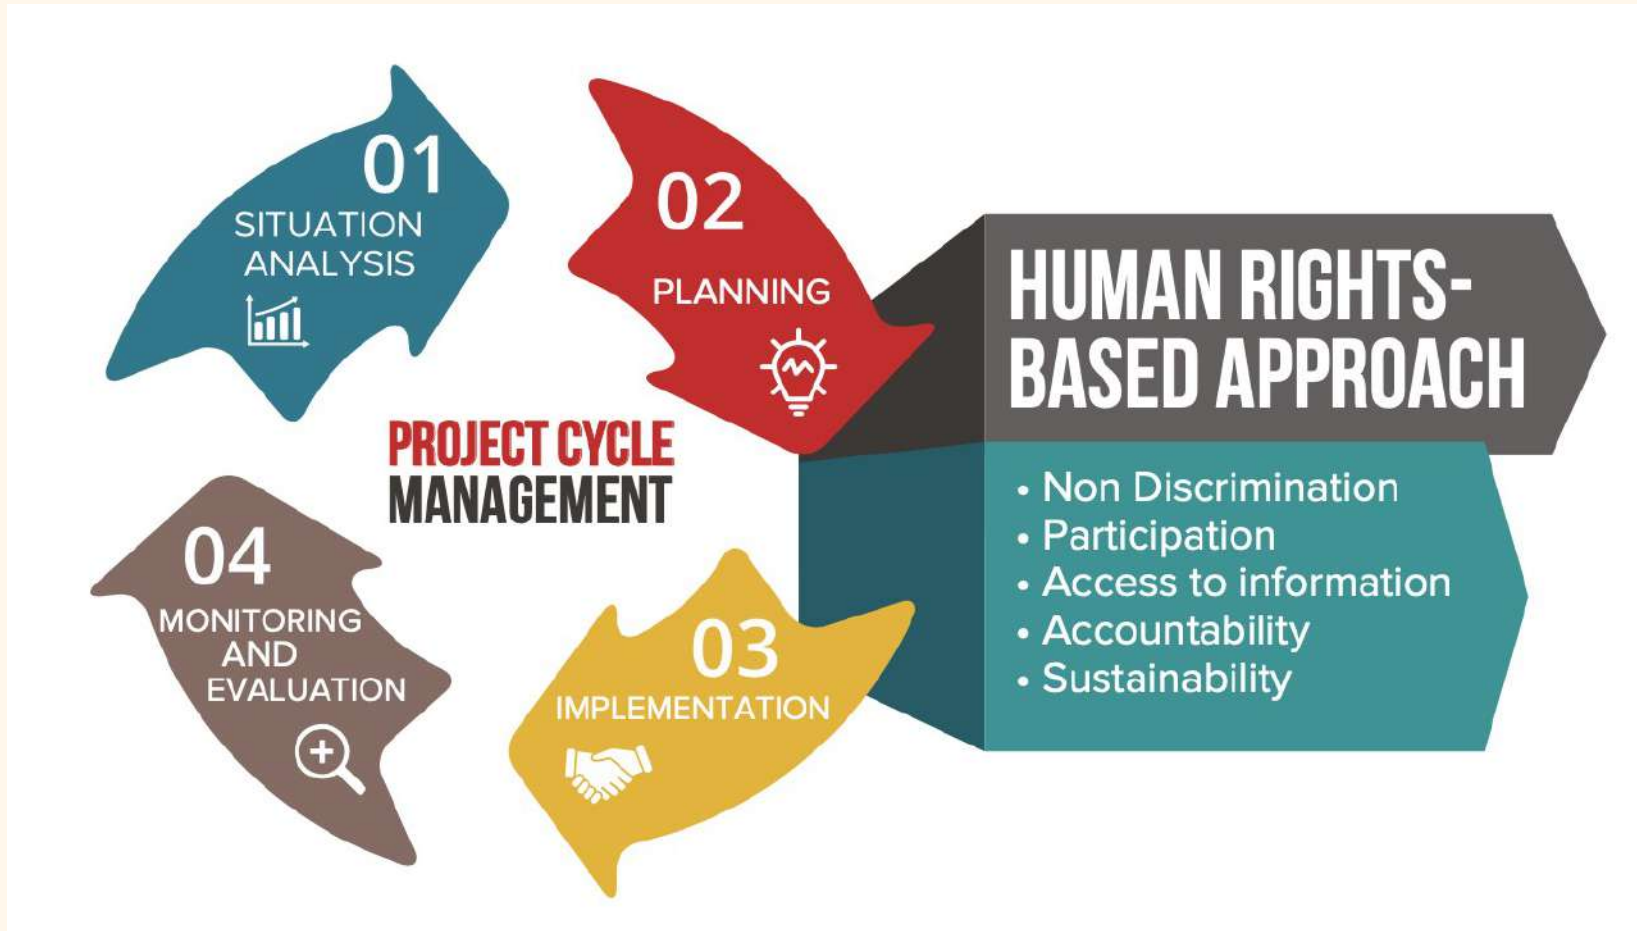 01
SITUATION
ANALYSIS
02
PLANNING
PROJECT CYCLE
MANAGEMENT
03
IMPLEMENTATION
04
MONITORING
AND
EVALUATION
HUMAN RIGHTS-
BASED APPROACH
• Non Discrimination
• Participation
• Access to information
• Accountability
• Sustainability